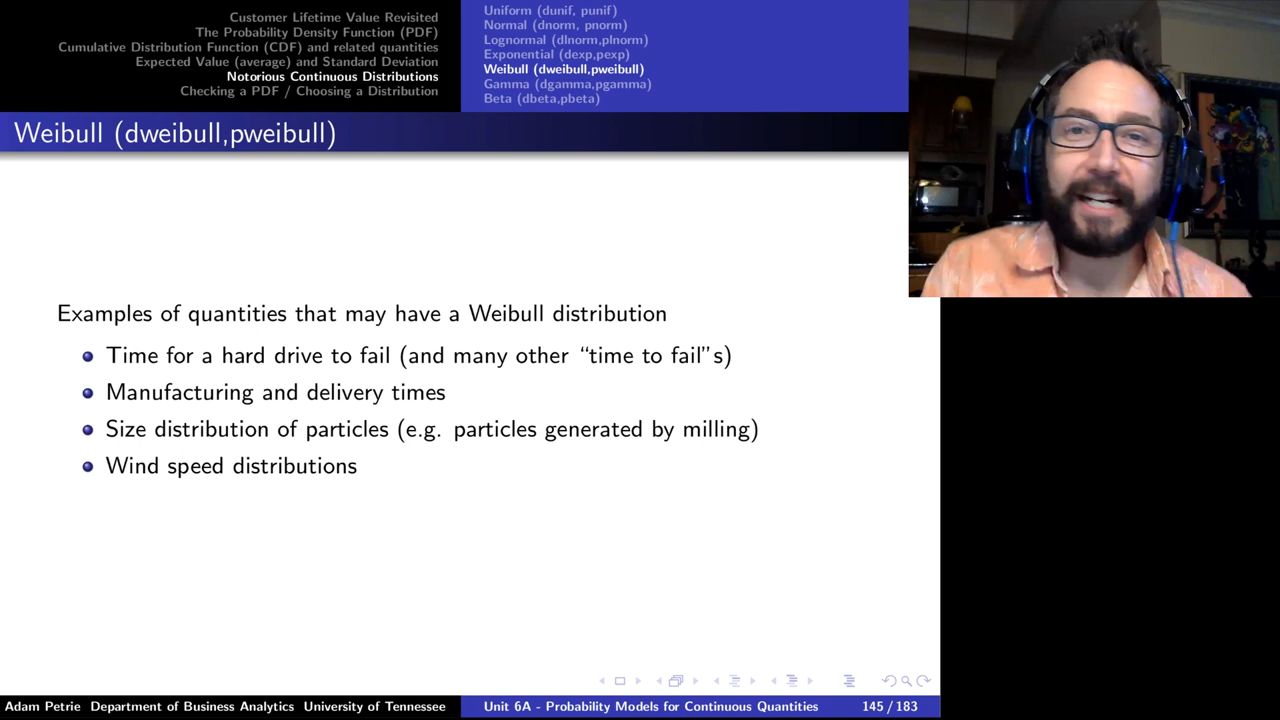 Customer Lifetime Value Revisited
The Probability Density Function (PDF)
Cumulative Distribution Function (CDF) and related quantities
Expected Value (average) and Standard Deviation
Notorious Continuous Distributions
Checking a PDF / Choosing a Distribution
Uniform (dunif, punif)
Normal (dnorm, pnorm)
Lognormal (dlnorm,plnorm)
Exponential (dexp,pexp)
Weibull (dweibull,pweibull)
Gamma (dgamma,pgamma)
Beta (dbeta,pbeta)
Weibull (dweibull,pweibull)
Examples of quantities that may have a Weibull distribution
Time for a hard drive to fail (and many other “time to fail”s)
Manufacturing and delivery times
Size distribution of particles (e.g. particles generated by milling)
Wind speed distributions
Adam Petrie Department of Business Analytics University of Tennessee
Unit 6A - Probability Models for Continuous Quantities
145 / 183